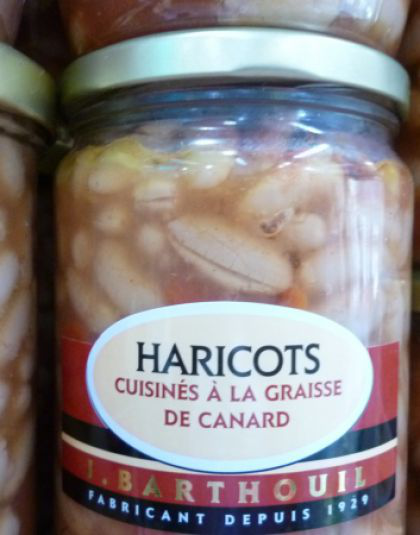 HARICOTS
CUISINÉS À LA GRAISSE
DE CANARD
J. BARTHOUIL
FABRICANT DEPUIS 1929